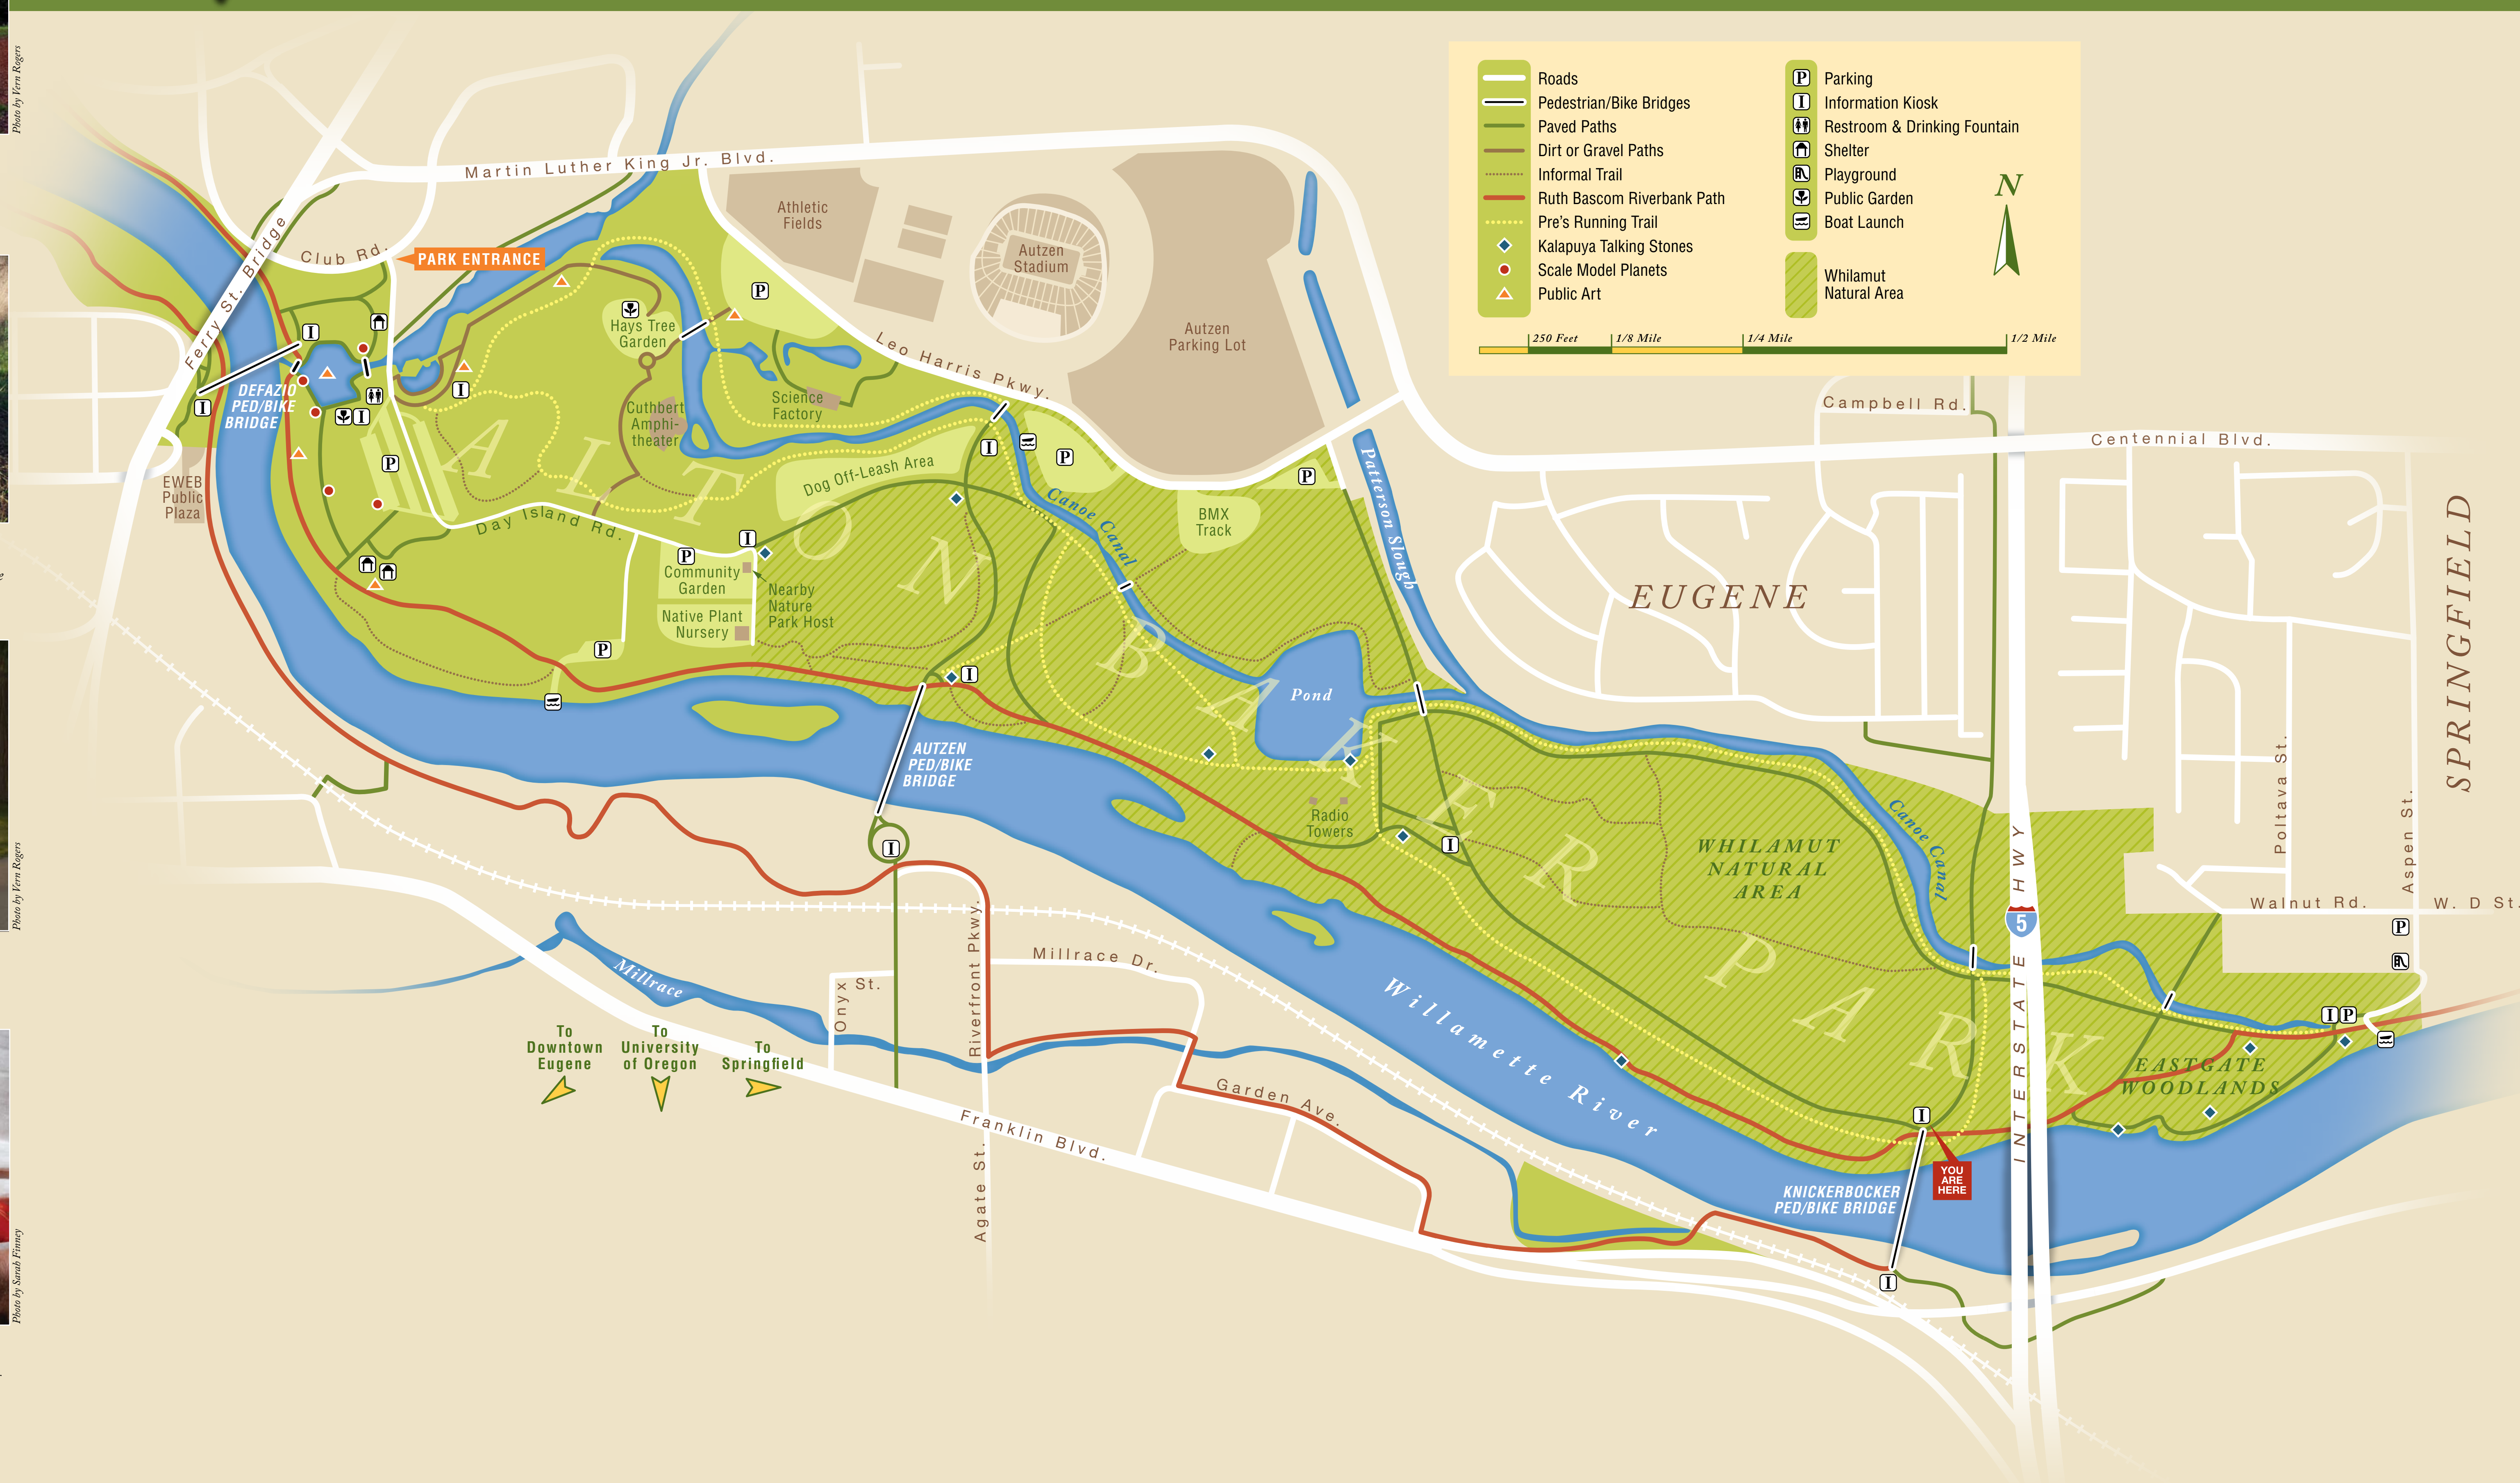 Photo by Vern Rogers
Photo by Vern Rogers
Photo by Sarah Finney
Roads
Pedestrian/Bike Bridges
Paved Paths
Dirt or Gravel Paths
Informal Trail
Ruth Bascom Riverbank Path
Pre's Running Trail
Kalapuya Talking Stones
Scale Model Planets
Public Art
P Parking
I Information Kiosk
Restroom & Drinking Fountain
Shelter
Playground
Public Garden
Boat Launch
Whilamut
Natural Area
N
250 Feet
1/8 Mile
1/4 Mile
1/2 Mile
Martin Luther King Jr. Blvd.
Ferry St. Bridge
Club Rd.
PARK ENTRANCE
Athletic
Fields
Autzen
Stadium
Autzen
Parking Lot
Leo Harris Pkwy.
Hays Tree
Garden
Science
Factory
Cuthbert
Amphi-
theater
DEFAZIO
PED/BIKE
BRIDGE
EWEB
Public
Plaza
Dog Off-Leash Area
Day Island Rd.
Community
Garden
Native Plant
Nursery
Nearby
Nature
Park Host
Canoe Canal
BMX
Track
Patterson Slough
Pond
ALTON BAKER PARK
Campbell Rd.
Centennial Blvd.
EUGENE
SPRINGFIELD
Poltava St.
Aspen St.
Walnut Rd.
W. D St.
AUTZEN
PED/BIKE
BRIDGE
Radio
Towers
WHILAMUT
NATURAL
AREA
Canoe Canal
INTERSTATE HWY
5
EASTGATE
WOODLANDS
Willamette River
Millrace
Onyx St.
Riverfront Pkwy.
Millrace Dr.
Garden Ave.
Franklin Blvd.
Agate St.
To
Downtown
Eugene
To
University
of Oregon
To
Springfield
KNICKERBOCKER
PED/BIKE BRIDGE
YOU
ARE
HERE